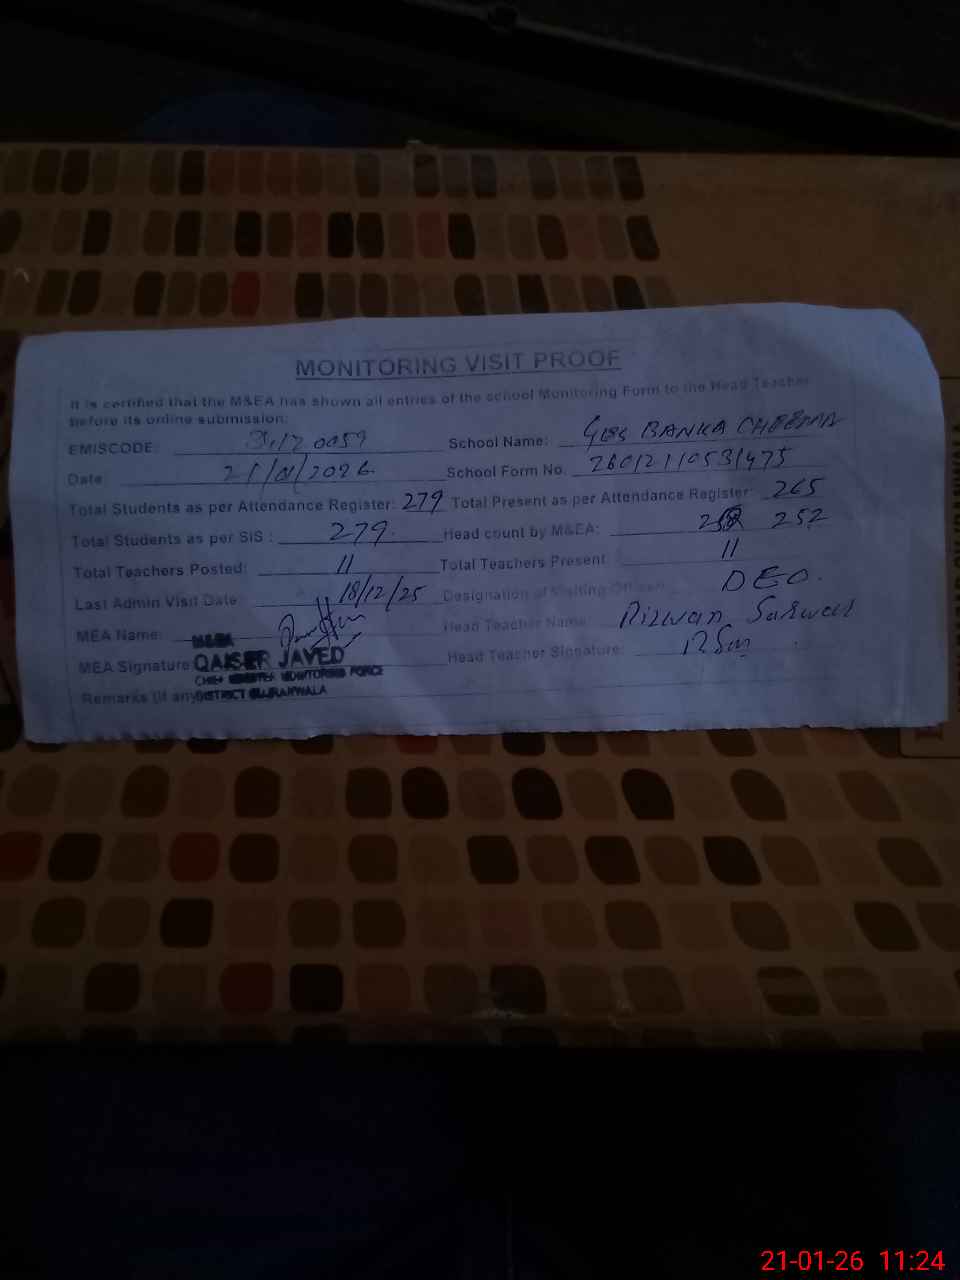 MONITORING VISIT PROOF
It is certified that the M&EA has shown all entries of the school Monitoring Form to the Head Teacher
before its online submission:
EMISCODE: School Name: BANKA CHEEMA
Date: 21/01/2026 School Form No. 26012110531475
Total Students as per Attendance Register: 279 Total Present as per Attendance Register: 265
Total Students as per SIS : 279 Head count by M&EA: 252
Total Teachers Posted: 11 Total Teachers Present: 11
Last Admin Visit Date: 18/12/25 Designation of Visiting Officer: DEO.
MEA Name: M&EA Head Teacher Name: Rizwan Sarwar
MEA Signature: QAISER JAVED Head Teacher Signature:
CHIEF MINISTER MONITORING FORCE
Remarks (If any) DISTRICT GUJRANWALA
21-01-26 11:24